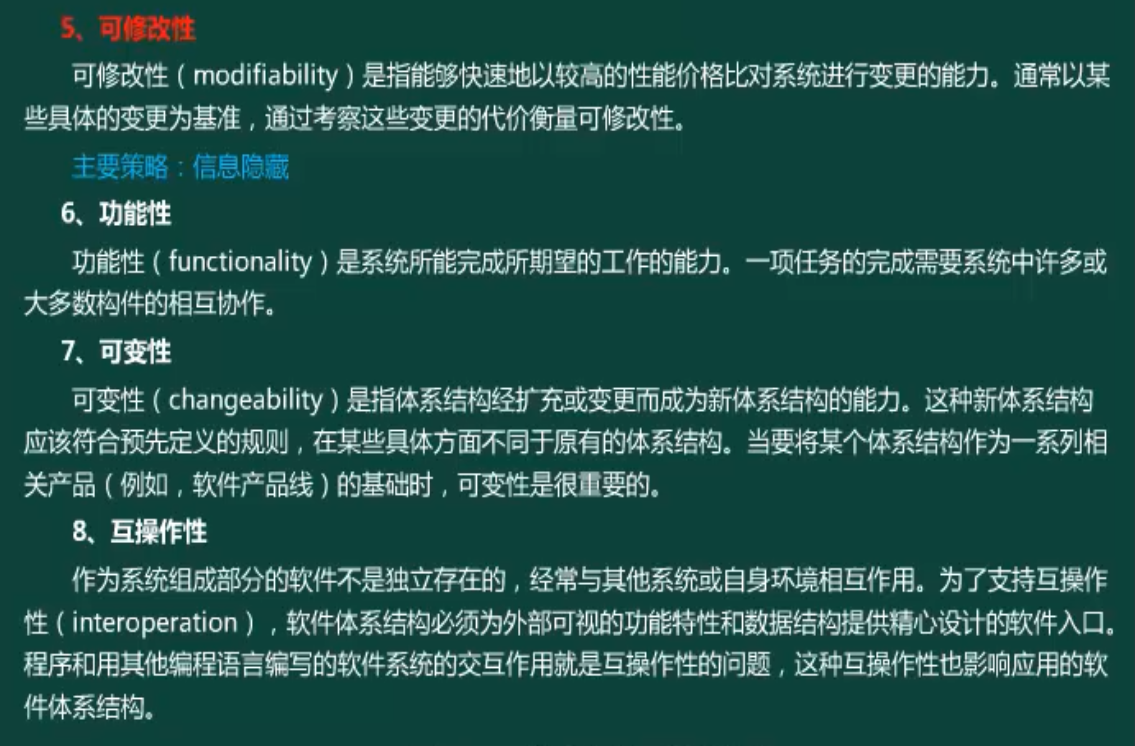 5、可修改性
可修改性（modifiability）是指能够快速地以较高的性能价格比对系统进行变更的能力。通常以某
些具体的变更为基准，通过考察这些变更的代价衡量可修改性。
主要策略：信息隐藏
6、功能性
功能性（functionality）是系统所能完成所期望的工作的能力。一项任务的完成需要系统中许多或
大多数构件的相互协作。
7、可变性
可变性（changeability）是指体系结构经扩充或变更而成为新体系结构的能力。这种新体系结构
应该符合预先定义的规则，在某些具体方面不同于原有的体系结构。当要将某个体系结构作为一系列相
关产品（例如，软件产品线）的基础时，可变性是很重要的。
8、互操作性
作为系统组成部分的软件不是独立存在的，经常与其他系统或自身环境相互作用。为了支持互操作
性（interoperation），软件体系结构必须为外部可视的功能特性和数据结构提供精心设计的软件入口。
程序和用其他编程语言编写的软件系统的交互作用就是互操作性的问题，这种互操作性也影响应用的软
件体系结构。